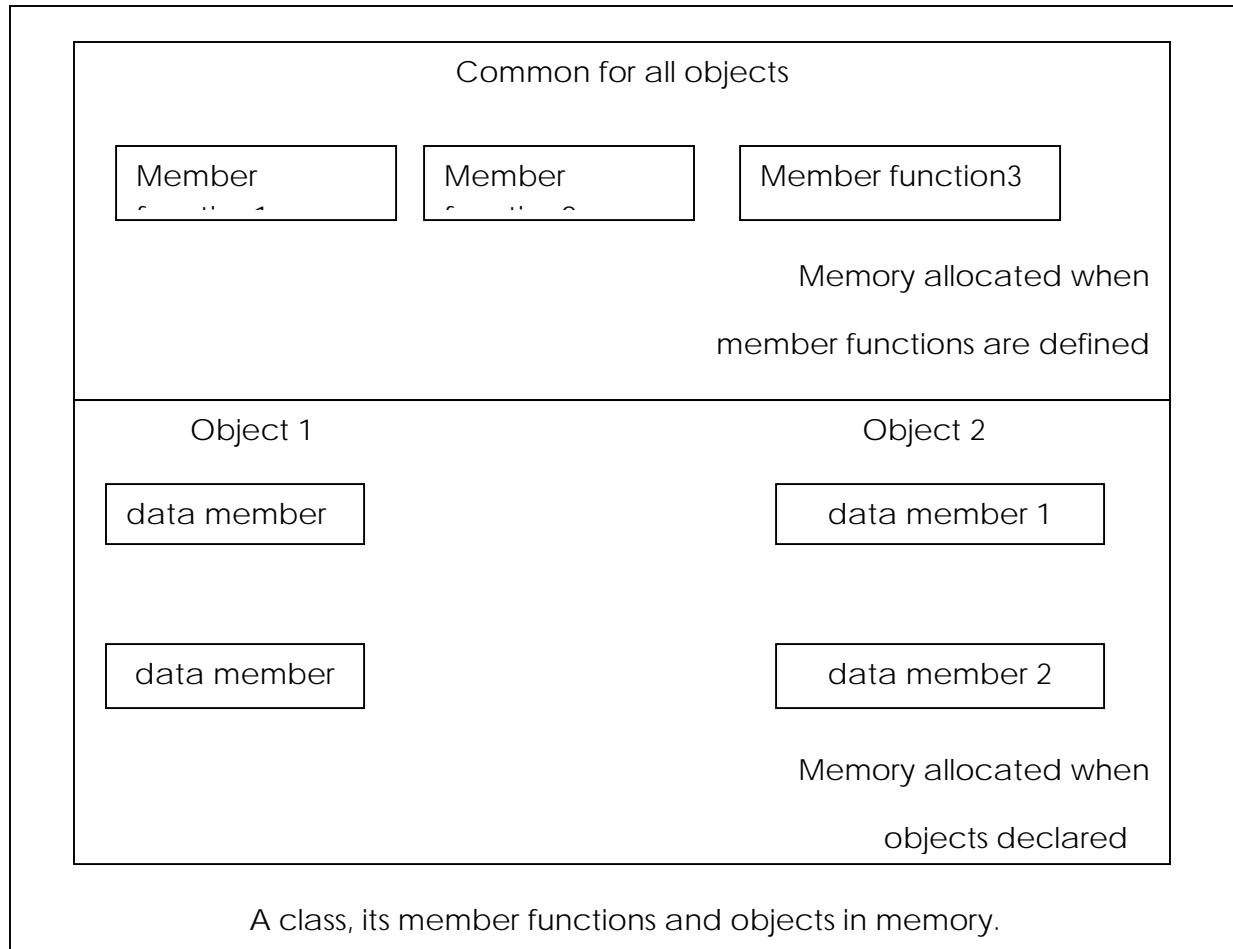 Common for all objects
Member
Member
Member function3
Memory allocated when
member functions are defined
Object 1
Object 2
data member
data member 1
data member
data member 2
Memory allocated when
objects declared
A class, its member functions and objects in memory.